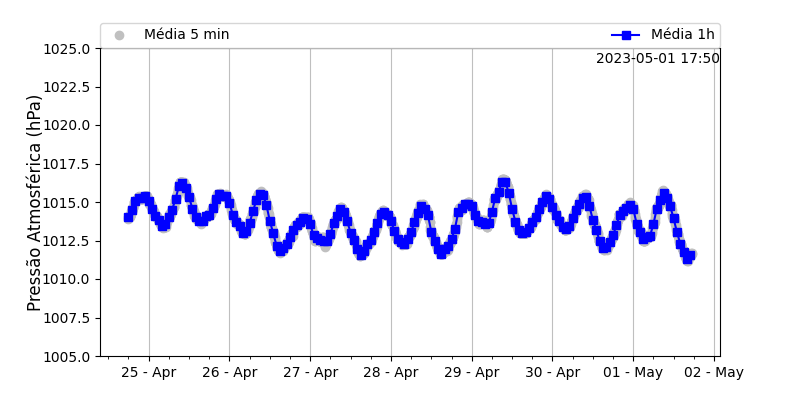 Média 5 min
Média 1h
2023-05-01 17:50
Pressão Atmosférica (hPa)
1025.0
1022.5
1020.0
1017.5
1015.0
1012.5
1010.0
1007.5
1005.0
25 - Apr
26 - Apr
27 - Apr
28 - Apr
29 - Apr
30 - Apr
01 - May
02 - May